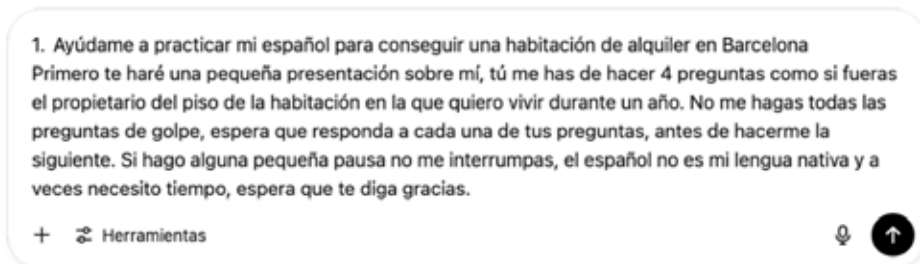 1. Ayúdame a practicar mi español para conseguir una habitación de alquiler en Barcelona
Primero te haré una pequeña presentación sobre mí, tú me has de hacer 4 preguntas como si fueras
el propietario del piso de la habitación en la que quiero vivir durante un año. No me hagas todas las
preguntas de golpe, espera que responda a cada una de tus preguntas, antes de hacerme la
siguiente. Si hago alguna pequeña pausa no me interrumpas, el español no es mi lengua nativa y a
veces necesito tiempo, espera que te diga gracias.
Herramientas